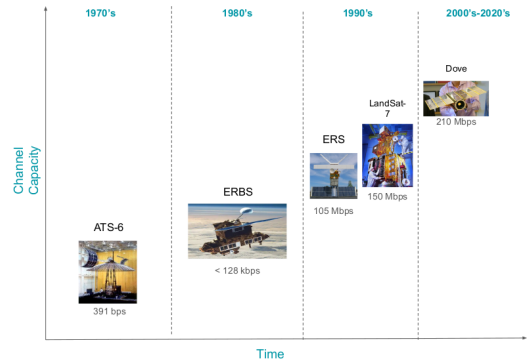 1970's
1980's
1990's
2000's-2020's
Dove
210 Mbps
LandSat-
7
150 Mbps
ERS
105 Mbps
ERBS
< 128 kbps
ATS-6
391 bps
Channel
Capacity
Time